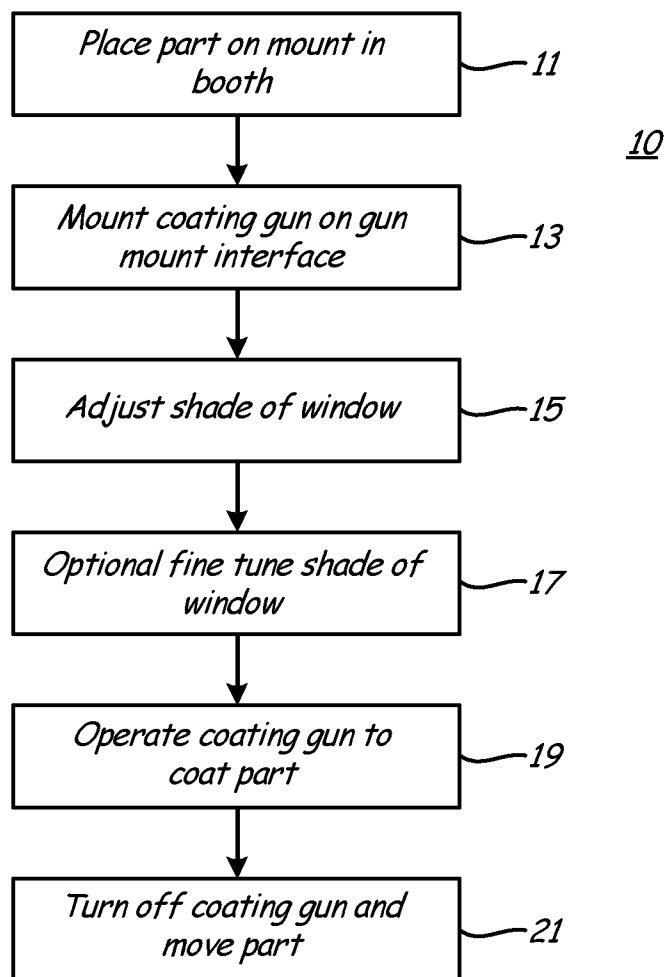 Place part on mount in
booth
11
10
Mount coating gun on gun
mount interface
13
Adjust shade of window
15
Optional fine tune shade of
window
17
Operate coating gun to
coat part
19
Turn off coating gun and
move part
21